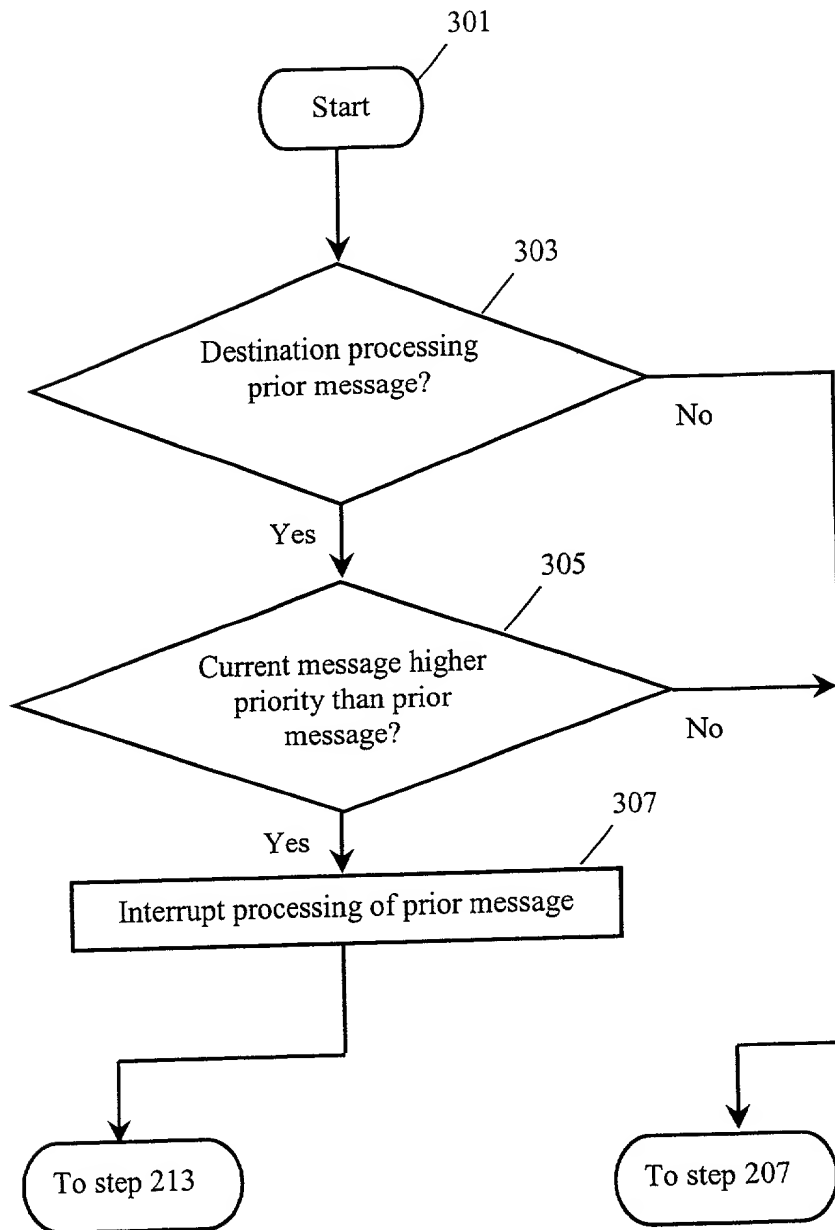 301
Start
303
Destination processing
prior message?
No
Yes
305
Current message higher
priority than prior
message?
No
Yes
307
Interrupt processing of prior message
To step 213
To step 207